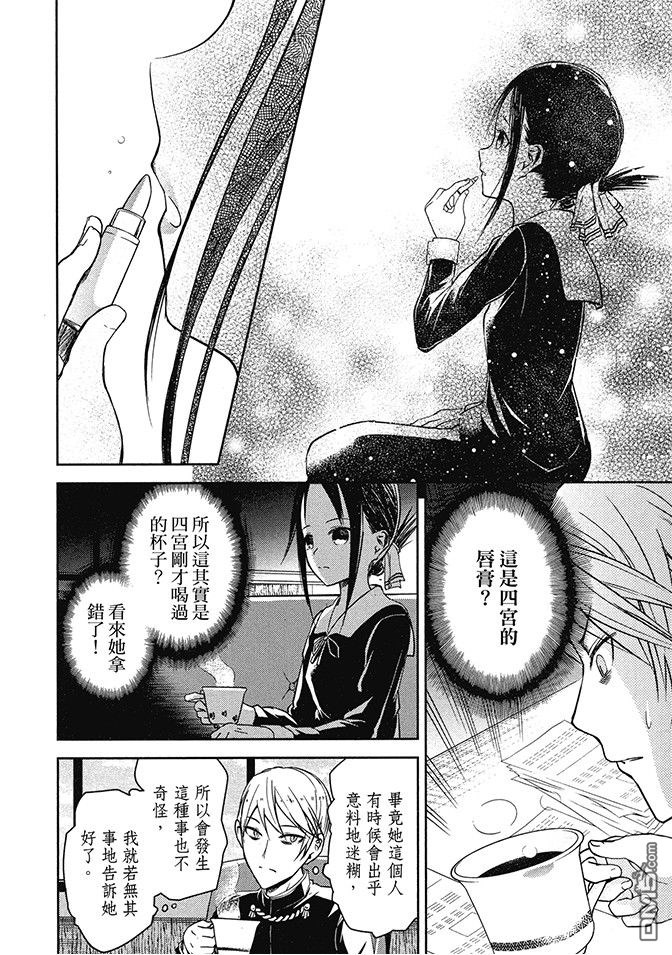 這是四宮的
唇膏？
所以這其實是
四宮剛才喝過
的杯子？
看來她拿
錯了！
畢竟她這個人
有時候會出乎
意料地迷糊，
所以會發生
這種事也不
奇怪，
我就若無其
事地告訴她
好了。